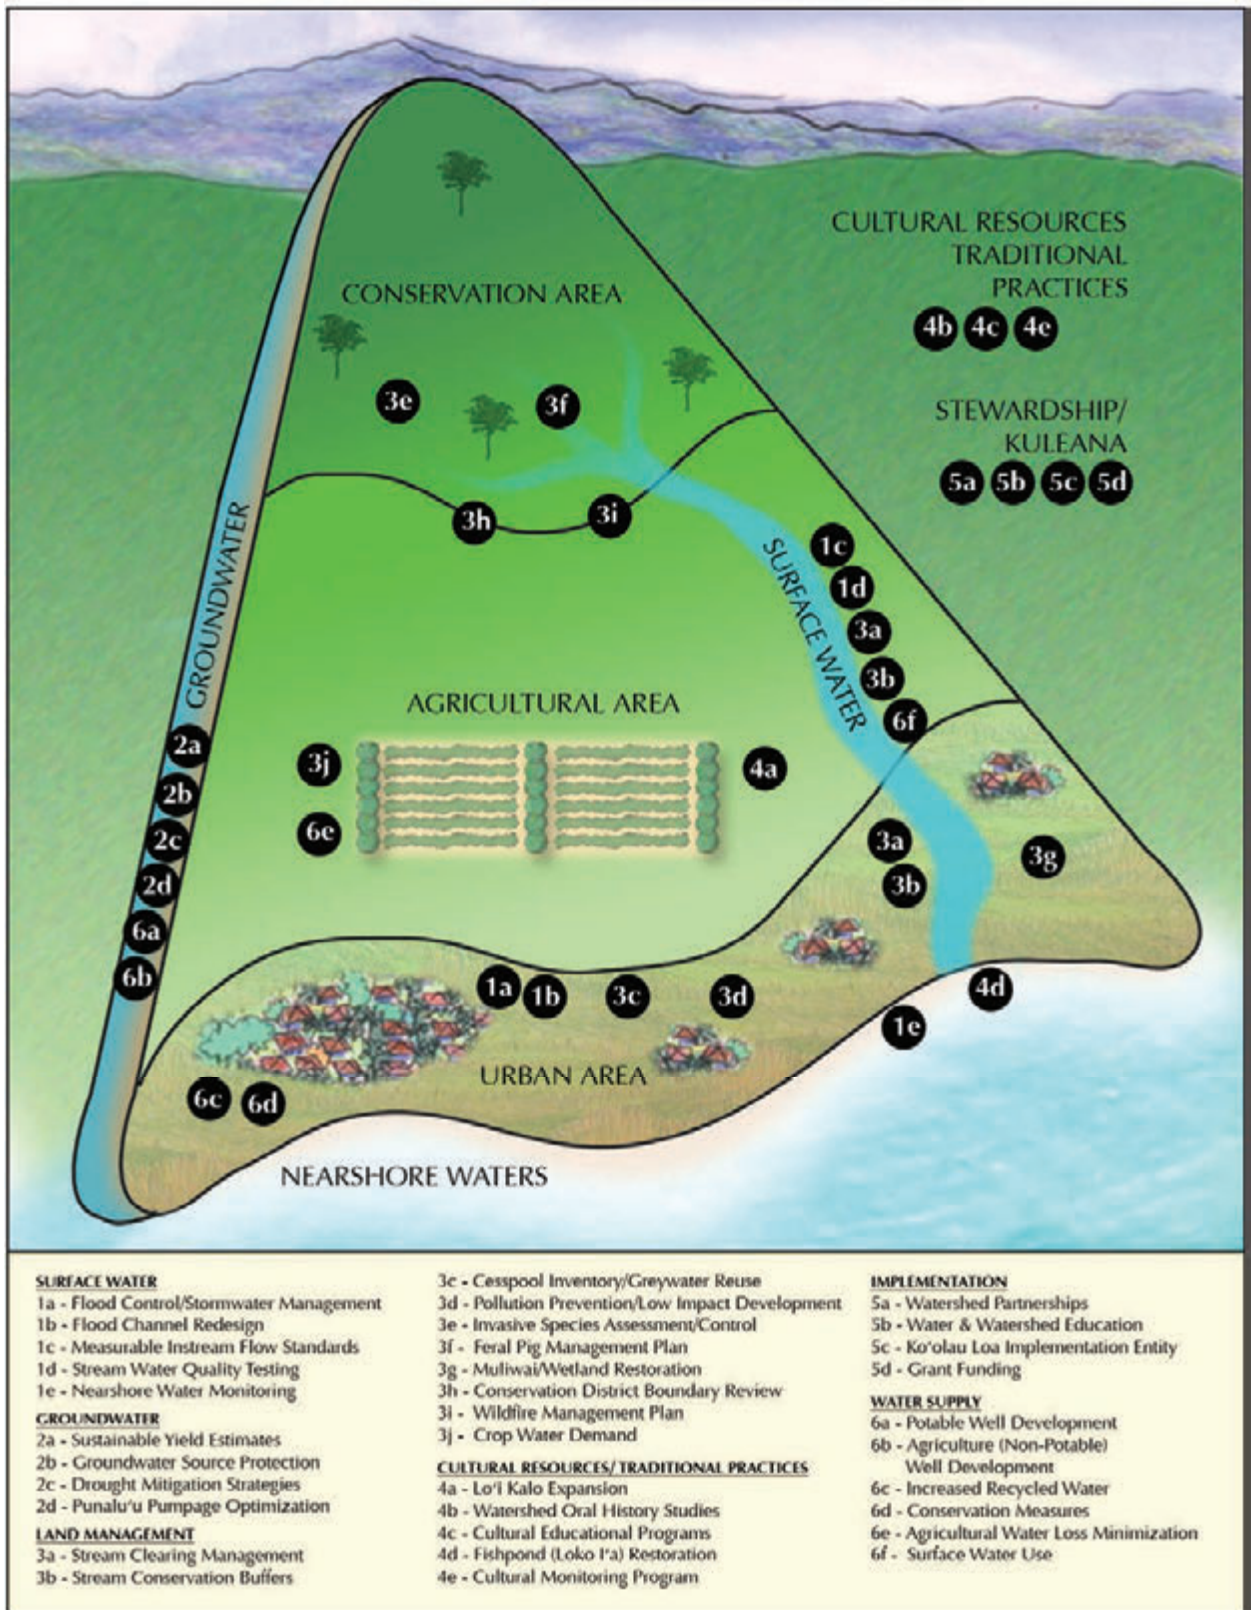 CULTURAL RESOURCES
TRADITIONAL
PRACTICES
4b 4c 4e
CONSERVATION AREA
3e
3f
STEWARDSHIP/
KULEANA
5a 5b 5c 5d
3h
3i
GROUNDWATER
SURFACE WATER
1c
1d
3a
3b
6f
AGRICULTURAL AREA
2a
2b
2c
2d
6a
6b
3j
4a
6e
3a
3b
3g
1a
1b
3c
3d
4d
1e
URBAN AREA
6c
6d
NEARSHORE WATERS
SURFACE WATER
1a - Flood Control/Stormwater Management
1b - Flood Channel Redesign
1c - Measurable Instream Flow Standards
1d - Stream Water Quality Testing
1e - Nearshore Water Monitoring
GROUNDWATER
2a - Sustainable Yield Estimates
2b - Groundwater Source Protection
2c - Drought Mitigation Strategies
2d - Punalu‘u Pumpage Optimization
LAND MANAGEMENT
3a - Stream Clearing Management
3b - Stream Conservation Buffers
3c - Cesspool Inventory/Greywater Reuse
3d - Pollution Prevention/Low Impact Development
3e - Invasive Species Assessment/Control
3f - Feral Pig Management Plan
3g - Muliwai/Wetland Restoration
3h - Conservation District Boundary Review
3i - Wildfire Management Plan
3j - Crop Water Demand
CULTURAL RESOURCES/TRADITIONAL PRACTICES
4a - Lo‘i Kalo Expansion
4b - Watershed Oral History Studies
4c - Cultural Educational Programs
4d - Fishpond (Loko I‘a) Restoration
4e - Cultural Monitoring Program
IMPLEMENTATION
5a - Watershed Partnerships
5b - Water & Watershed Education
5c - Ko‘olau Loa Implementation Entity
5d - Grant Funding
WATER SUPPLY
6a - Potable Well Development
6b - Agriculture (Non-Potable)
Well Development
6c - Increased Recycled Water
6d - Conservation Measures
6e - Agricultural Water Loss Minimization
6f - Surface Water Use